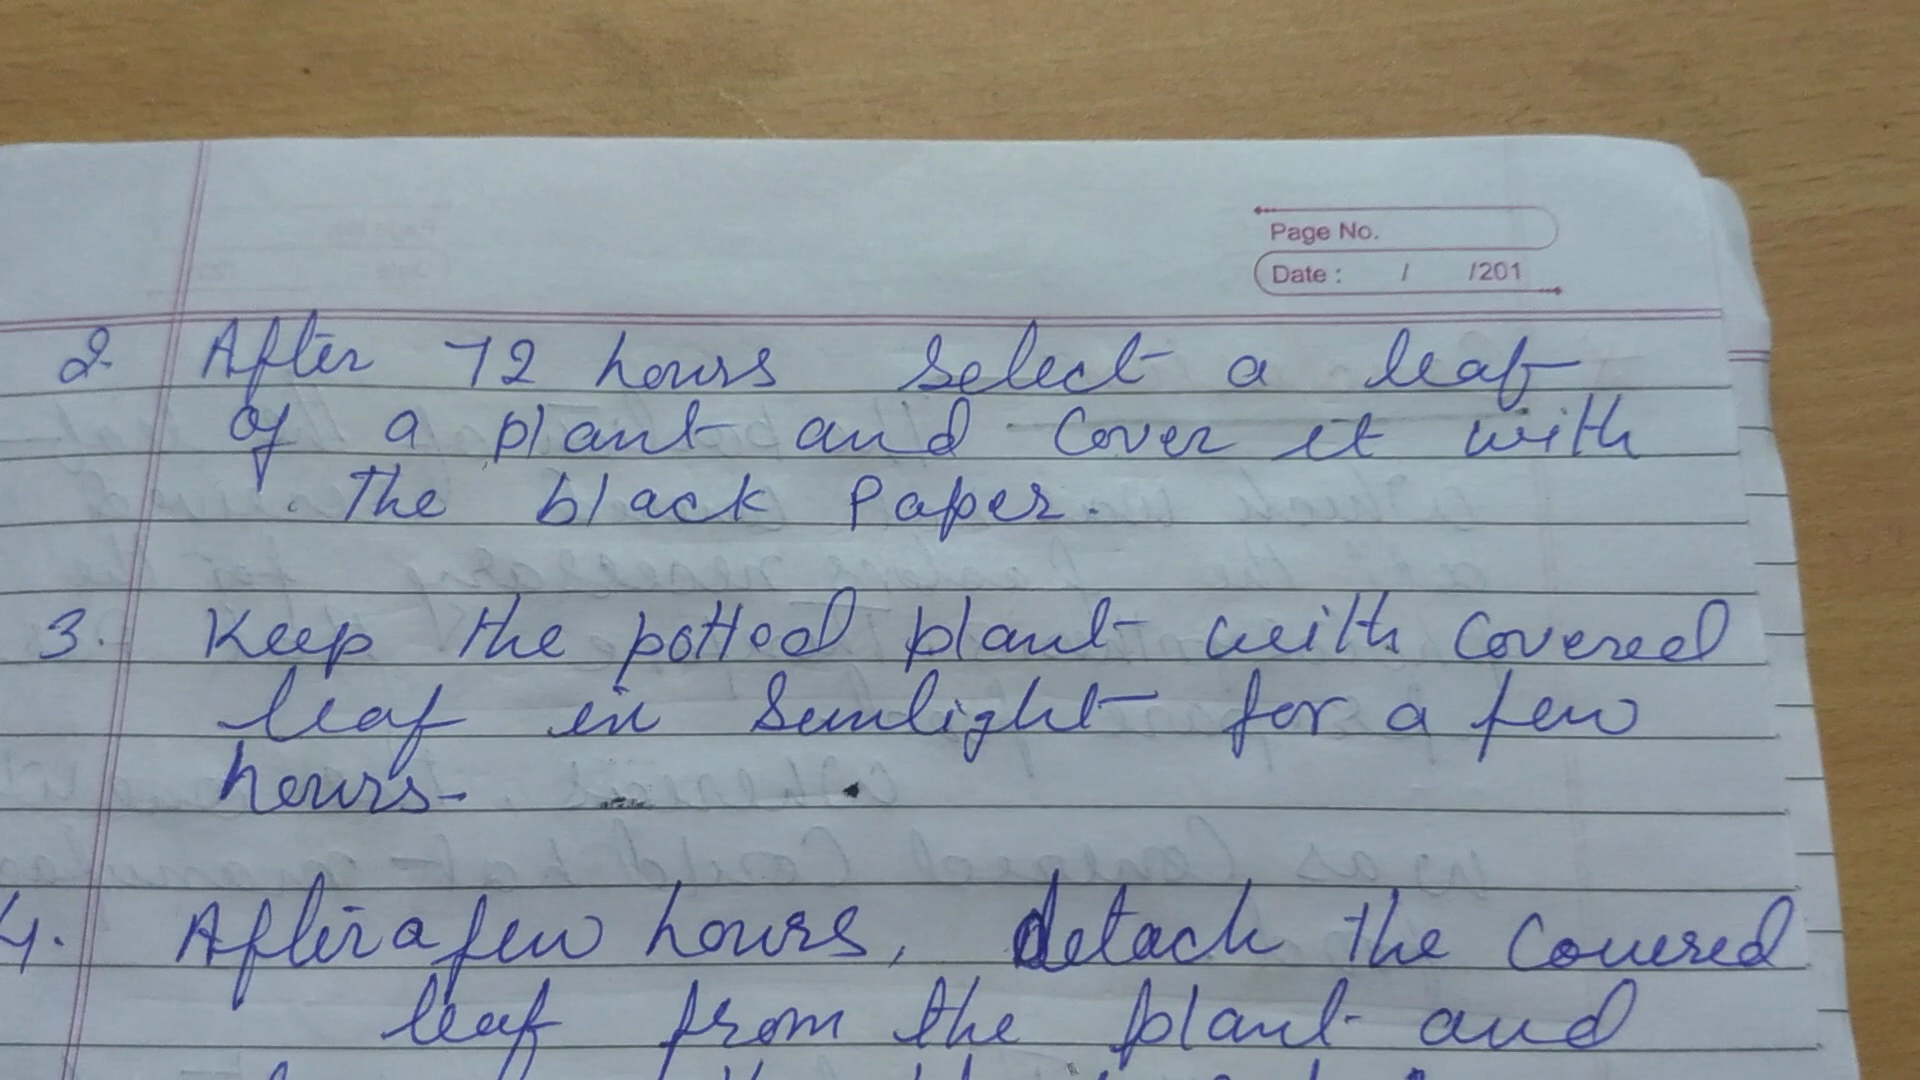 Page No.
Date : / /201
2. After 72 hours Select a leaf
of a plant and Cover it with
. The black Paper.
3. Keep the potted plant with Covered
leaf in Sunlight for a few
hours.
4. After a few hours, detach the Covered
leaf from the plant and